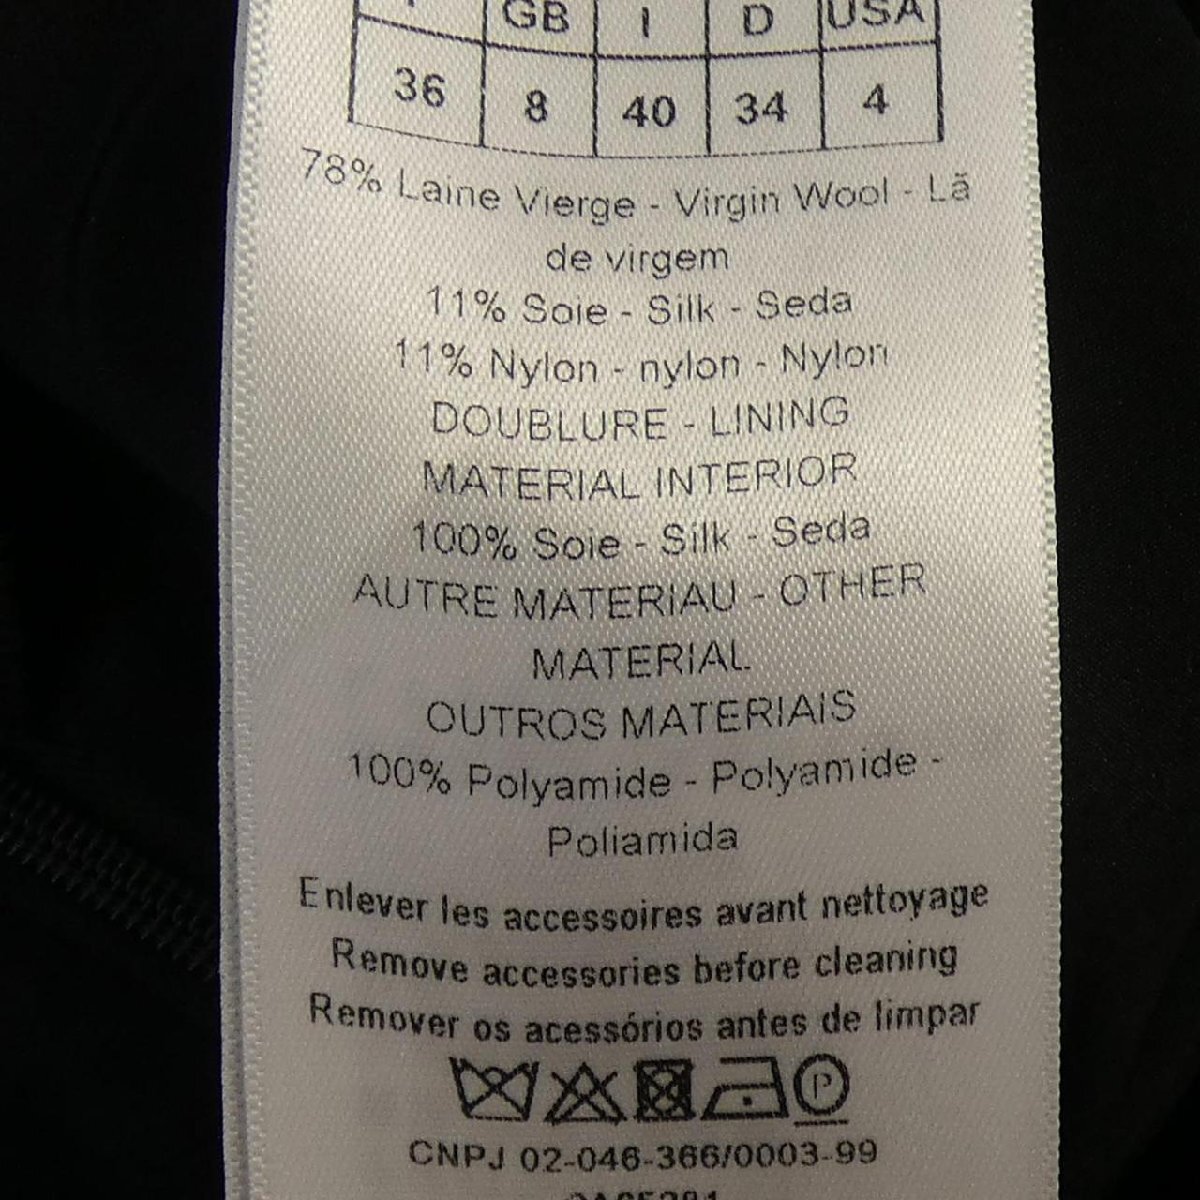 GB I D USA
36 8 40 34 4
78% Laine Vierge - Virgin Wool - Lã
de virgem
11% Soie - Silk - Seda
11% Nylon - nylon - Nylon
DOUBLURE - LINING
MATERIAL INTERIOR
100% Soie - Silk - Seda
AUTRE MATERIAU - OTHER
MATERIAL
OUTROS MATERIAIS
100% Polyamide - Polyamide -
Poliamida
Enlever les accessoires avant nettoyage
Remove accessories before cleaning
Remover os acessórios antes de limpar
P
CNPJ 02-046-366/0003-99